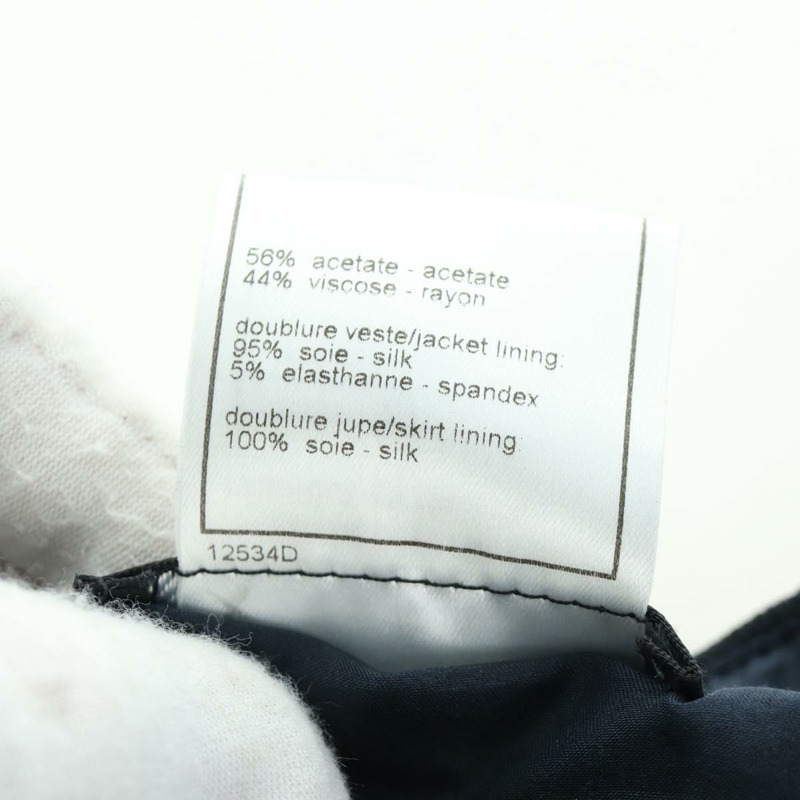 56% acetate - acetate
44% viscose - rayon
doublure veste/jacket lining:
95% soie - silk
5% elasthanne - spandex
doublure jupe/skirt lining:
100% soie - silk
12534D